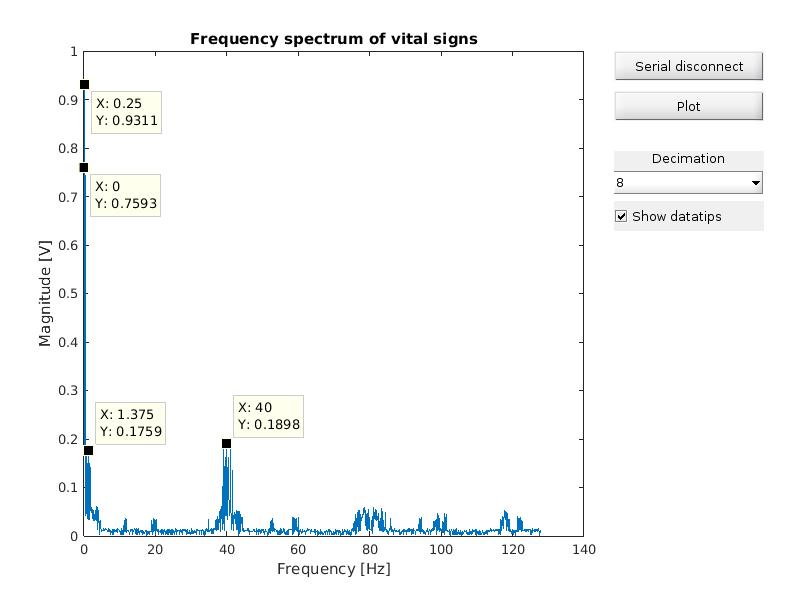 Frequency spectrum of vital signs
1
0.9
0.8
0.7
0.6
0.5
0.4
0.3
0.2
0.1
0
Magnitude [V]
X: 0.25
Y: 0.9311
X: 0
Y: 0.7593
X: 1.375
Y: 0.1759
X: 40
Y: 0.1898
0 20 40 60 80 100 120 140
Frequency [Hz]
Serial disconnect
Plot
Decimation
8
Show datatips